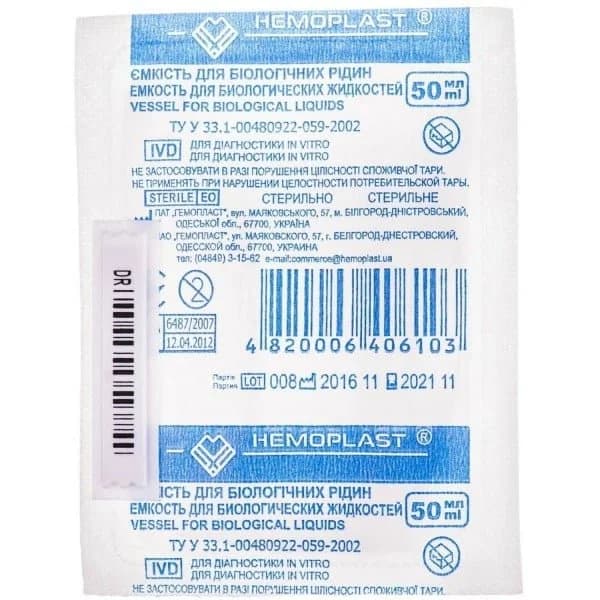 HEMOPLAST ®
ЄМКІСТЬ ДЛЯ БІОЛОГІЧНИХ РІДИН
ЕМКОСТЬ ДЛЯ БИОЛОГИЧЕСКИХ ЖИДКОСТЕЙ
VESSEL FOR BIOLOGICAL LIQUIDS
50 мл ml
ТУ У 33.1-00480922-059-2002
IVD ДЛЯ ДІАГНОСТИКИ IN VITRO
ДЛЯ ДИАГНОСТИКИ IN VITRO
НЕ ЗАСТОСОВУВАТИ В РАЗІ ПОРУШЕННЯ ЦІЛІСНОСТІ СПОЖИВЧОЇ ТАРИ.
НЕ ПРИМЕНЯТЬ ПРИ НАРУШЕНИИ ЦЕЛОСТНОСТИ ПОТРЕБИТЕЛЬСКОЙ ТАРЫ.
STERILE EO СТЕРИЛЬНО СТЕРИЛЬНЕ
ПАТ „ГЕМОПЛАСТ", вул. МАЯКОВСЬКОГО, 57, м. БІЛГОРОД-ДНІСТРОВСЬКИЙ,
ОДЕСЬКОЇ обл., 67700, УКРАЇНА
ПАО „ГЕМОПЛАСТ", ул. МАЯКОВСКОГО, 57, г. БЕЛГОРОД-ДНЕСТРОВСКИЙ,
ОДЕССКОЙ обл., 67700, УКРАИНА
тел: (04849) 3-15-62 e-mail:commerce@hemoplast.ua
DR
2
6487/2007
12.04.2012
4 820006 406103
Партія
Партия LOT 008 2016 11 2021 11
HEMOPLAST ®
ЄМКІСТЬ ДЛЯ БІОЛОГІЧНИХ РІДИН
ЕМКОСТЬ ДЛЯ БИОЛОГИЧЕСКИХ ЖИДКОСТЕЙ
VESSEL FOR BIOLOGICAL LIQUIDS
50 мл ml
ТУ У 33.1-00480922-059-2002
IVD ДЛЯ ДІАГНОСТИКИ IN VITRO
ДЛЯ ДИАГНОСТИКИ IN VITRO
НЕ ЗАСТОСОВУВАТИ В РАЗІ ПОРУШЕННЯ ЦІЛІСНОСТІ СПОЖИВЧОЇ ТАРИ.